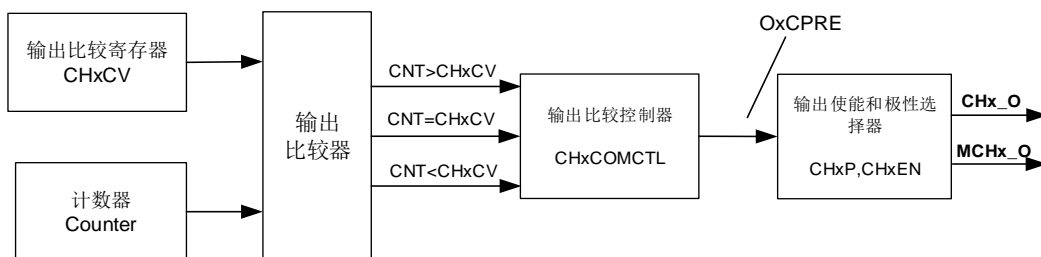 OxCPRE
输出比较寄存器
CHxCV
计数器
Counter
输出
比较器
CNT>CHxCV
CNT=CHxCV
CNT<CHxCV
输出比较控制器
CHxCOMCTL
输出使能和极性选
择器
CHxP,CHxEN
CHx_O
MCHx_O